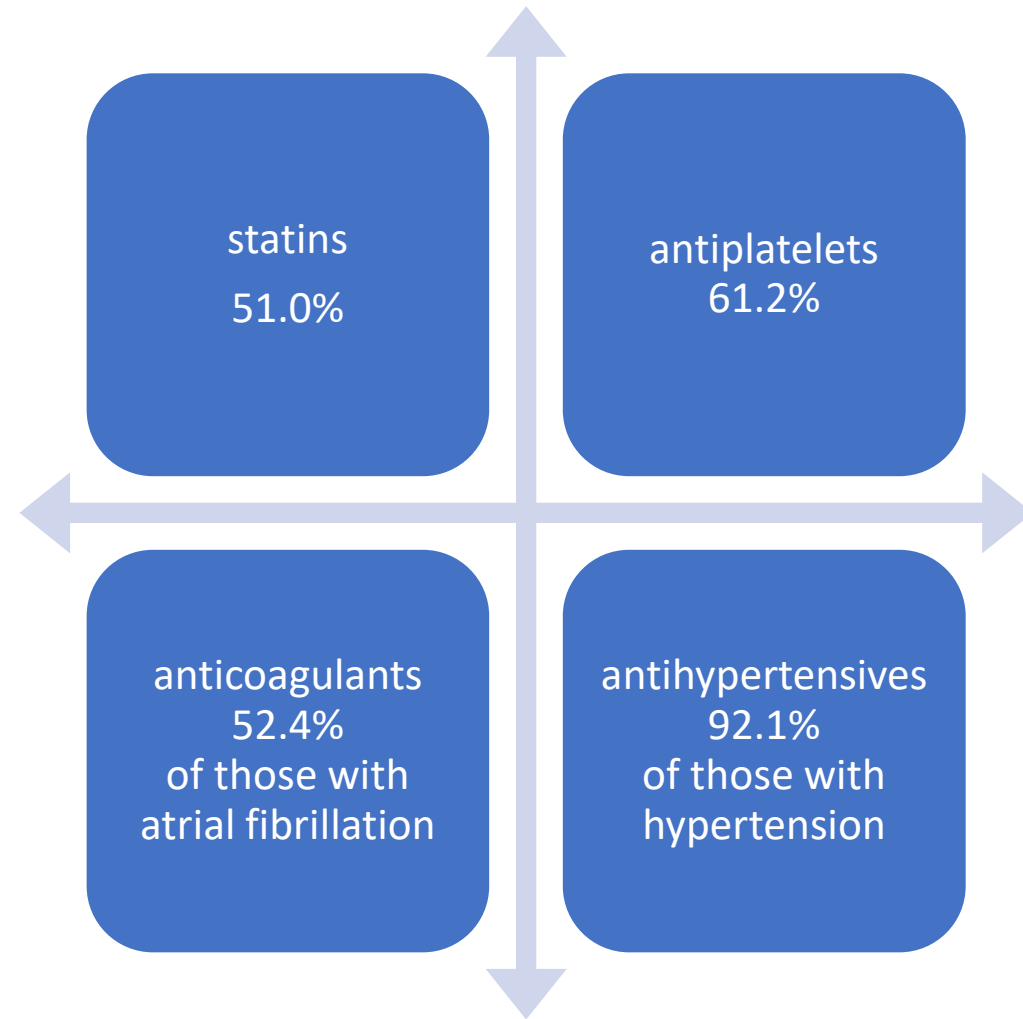 statins
51.0%
antiplatelets
61.2%
anticoagulants
52.4%
of those with
atrial fibrillation
antihypertensives
92.1%
of those with
hypertension